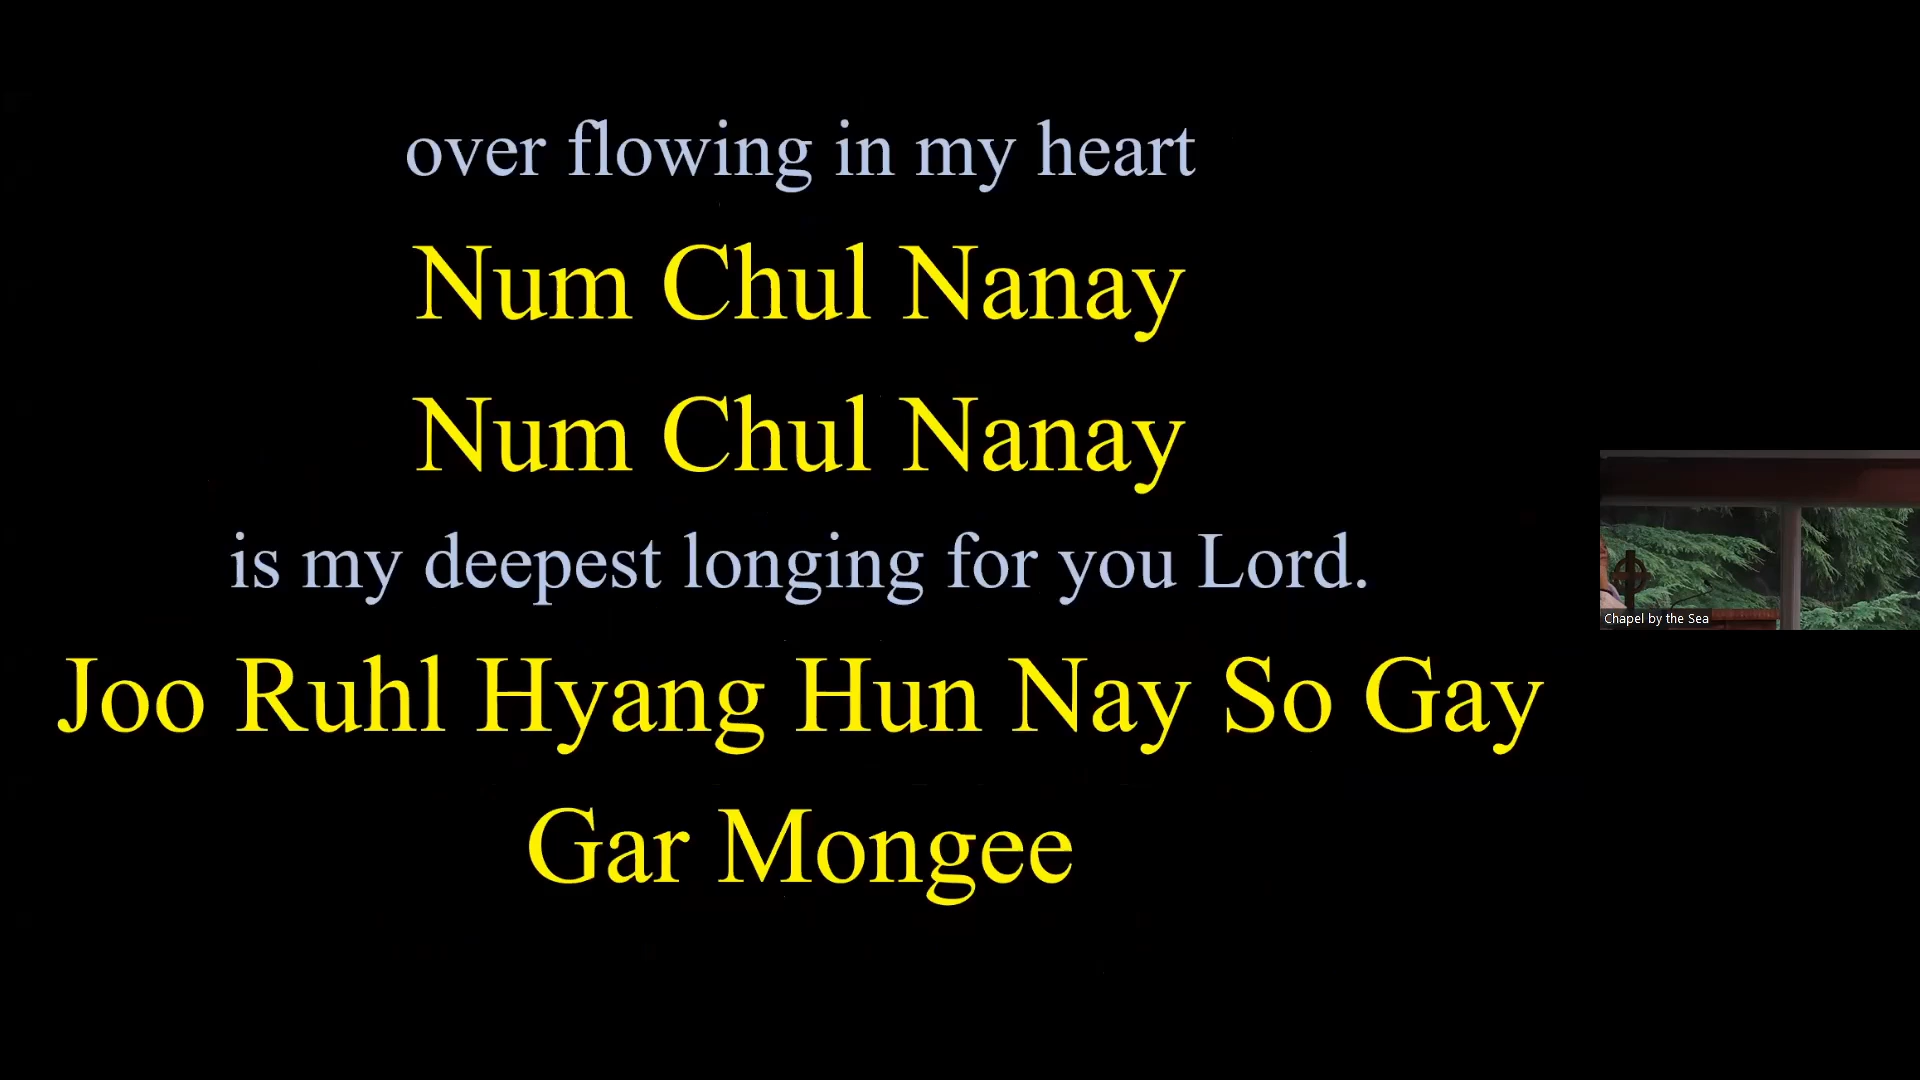 over flowing in my heart
Num Chul Nanay
Num Chul Nanay
is my deepest longing for you Lord.
Joo Ruhl Hyang Hun Nay So Gay
Gar Mongee
Chapel by the Sea